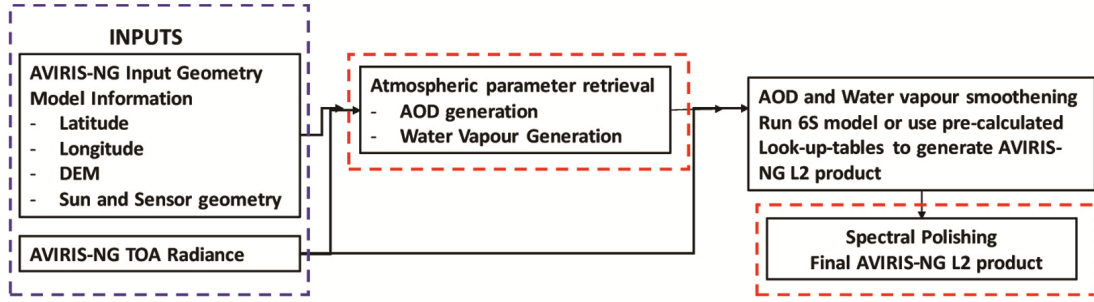 INPUTS
AVIRIS-NG Input Geometry
Model Information
- Latitude
- Longitude
- DEM
- Sun and Sensor geometry
AVIRIS-NG TOA Radiance
Atmospheric parameter retrieval
- AOD generation
- Water Vapour Generation
AOD and Water vapour smoothening
Run 6S model or use pre-calculated
Look-up-tables to generate AVIRIS-
NG L2 product
Spectral Polishing
Final AVIRIS-NG L2 product